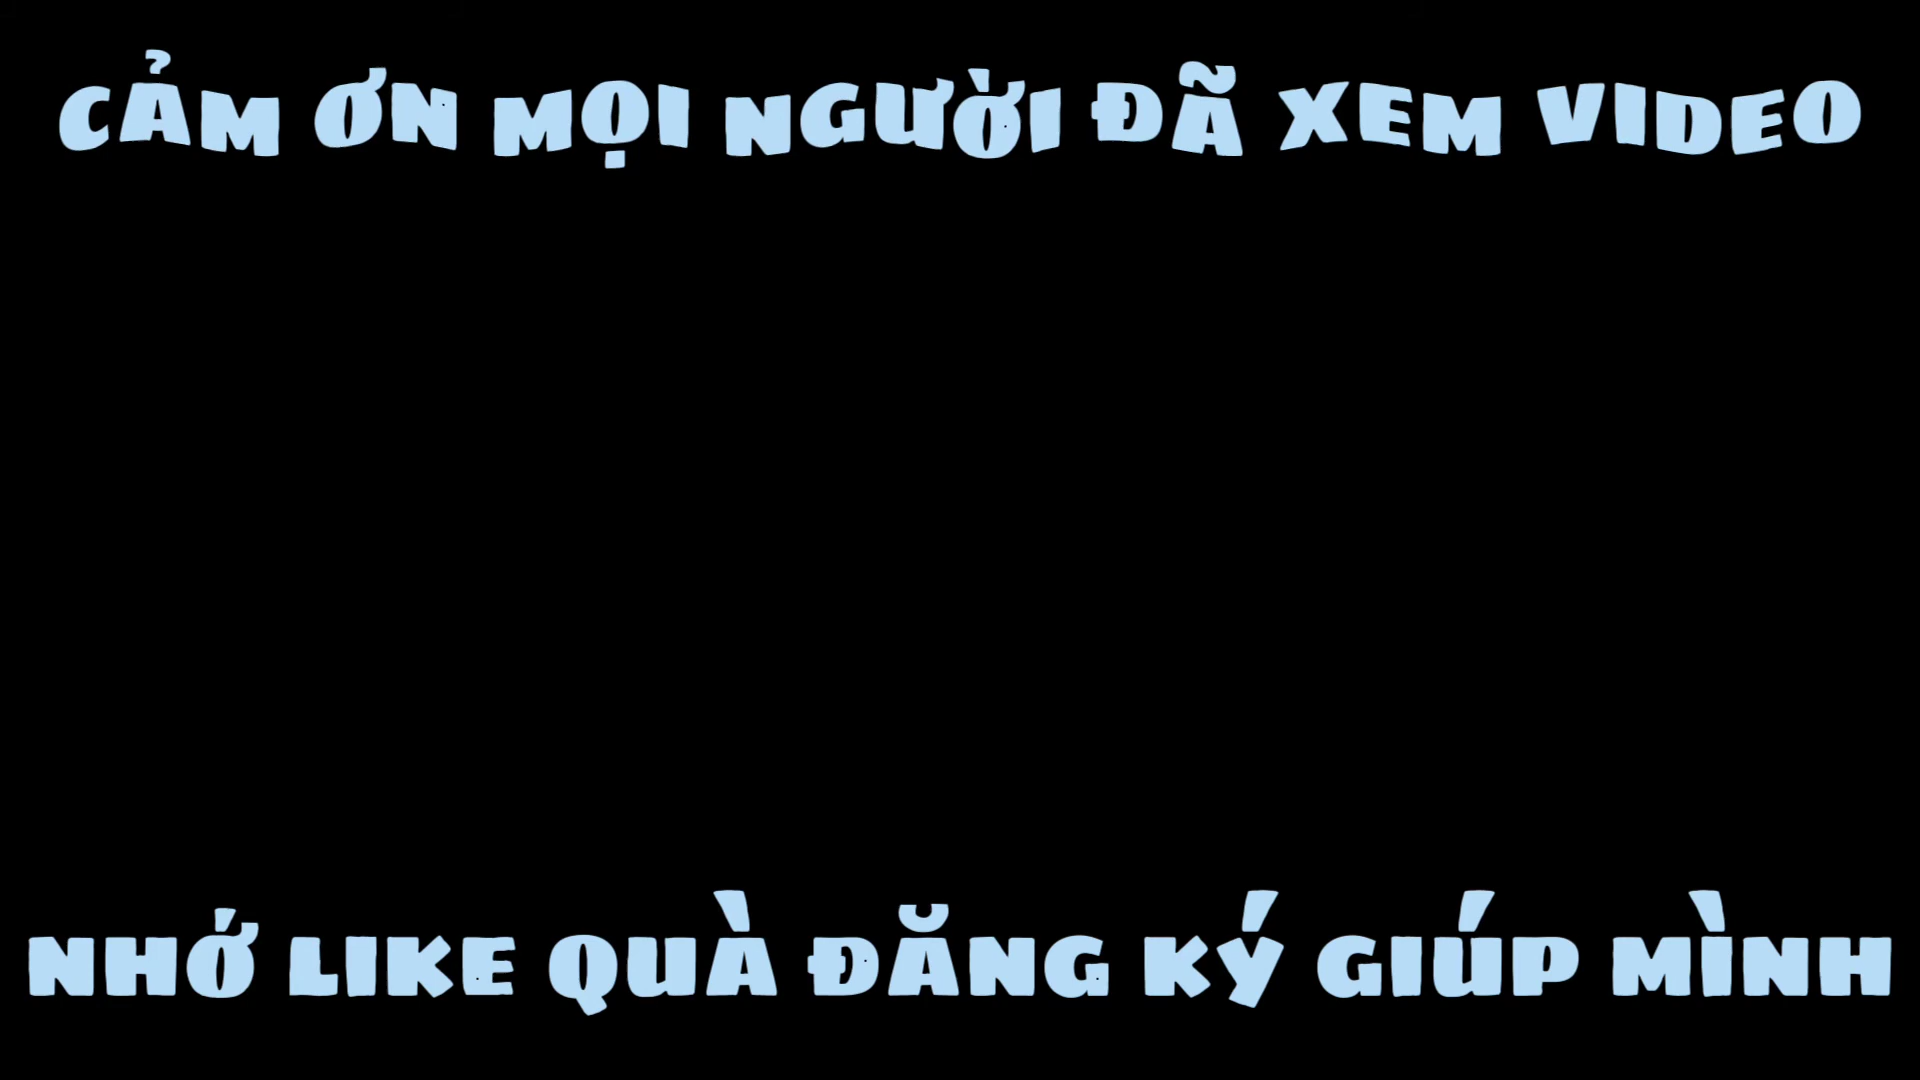 CẢM ƠN MỌI NGƯỜI ĐÃ XEM VIDEO
NHỚ LIKE QUÀ ĐĂNG KÝ GIÚP MÌNH